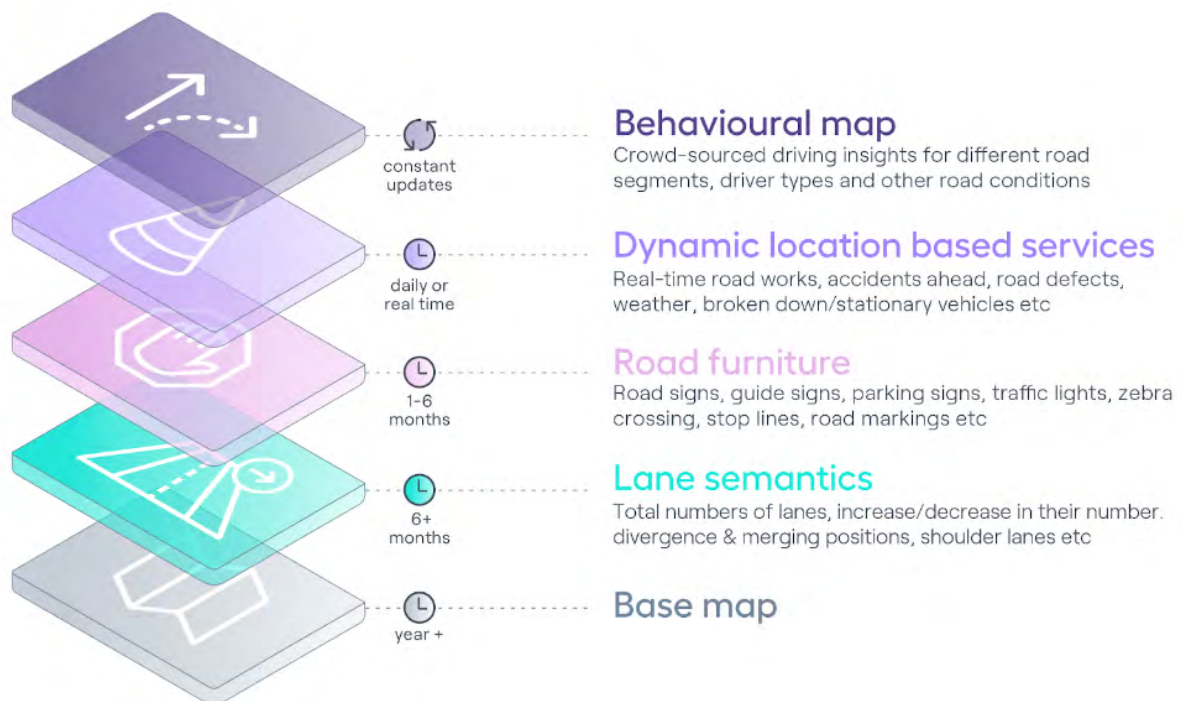 Behavioural map
Crowd-sourced driving insights for different road
segments, driver types and other road conditions
constant
updates
Dynamic location based services
Real-time road works, accidents ahead, road defects,
weather, broken down/stationary vehicles etc
daily or
real time
Road furniture
Road signs, guide signs, parking signs, traffic lights, zebra
crossing, stop lines, road markings etc
1-6
months
Lane semantics
Total numbers of lanes, increase/decrease in their number.
divergence & merging positions, shoulder lanes etc
6+
months
Base map
year +